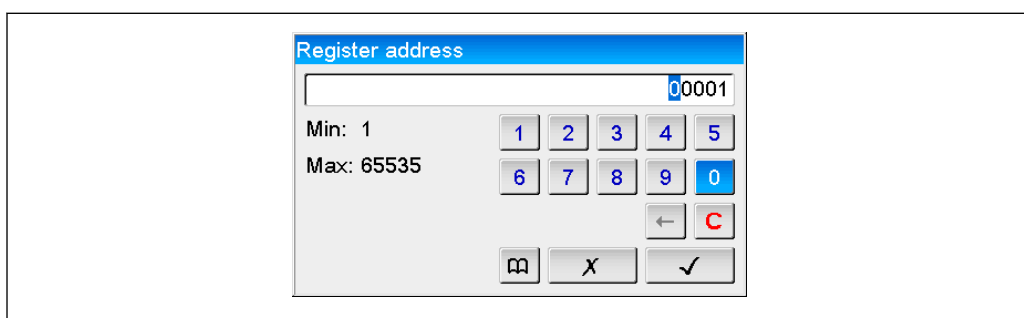 Register address
00001
Min: 1
Max: 65535
1 2 3 4 5
6 7 8 9 0
← C
X ✓